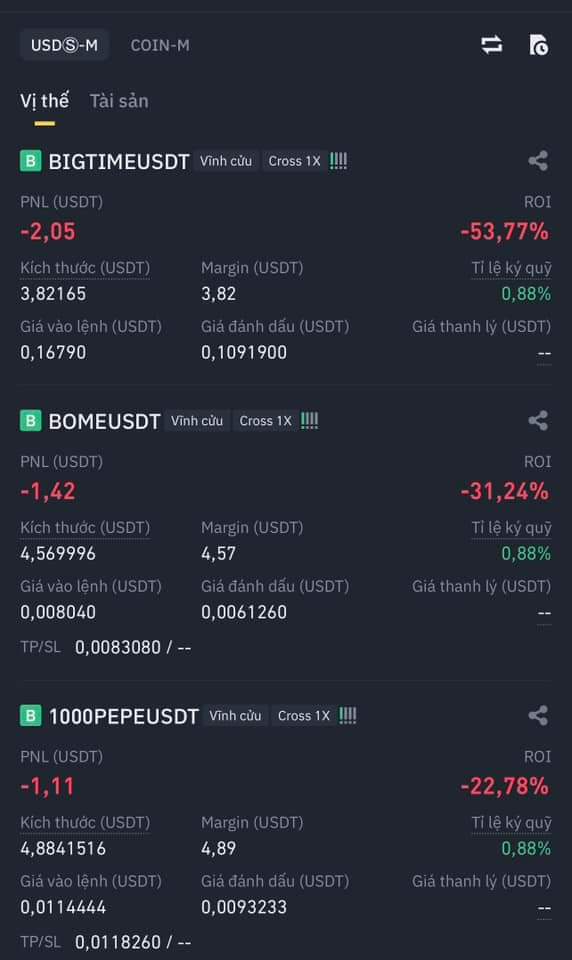 USDⓈ-M COIN-M
Vị thế Tài sản
B BIGTIMEUSDT Vĩnh cửu Cross 1X
PNL (USDT) ROI
-2,05 -53,77%
Kích thước (USDT) Margin (USDT) Tỉ lệ ký quỹ
3,82165 3,82 0,88%
Giá vào lệnh (USDT) Giá đánh dấu (USDT) Giá thanh lý (USDT)
0,16790 0,1091900 --
B BOMEUSDT Vĩnh cửu Cross 1X
PNL (USDT) ROI
-1,42 -31,24%
Kích thước (USDT) Margin (USDT) Tỉ lệ ký quỹ
4,569996 4,57 0,88%
Giá vào lệnh (USDT) Giá đánh dấu (USDT) Giá thanh lý (USDT)
0,008040 0,0061260 --
TP/SL 0,0083080 / --
B 1000PEPEUSDT Vĩnh cửu Cross 1X
PNL (USDT) ROI
-1,11 -22,78%
Kích thước (USDT) Margin (USDT) Tỉ lệ ký quỹ
4,8841516 4,89 0,88%
Giá vào lệnh (USDT) Giá đánh dấu (USDT) Giá thanh lý (USDT)
0,0114444 0,0093233 --
TP/SL 0,0118260 / --